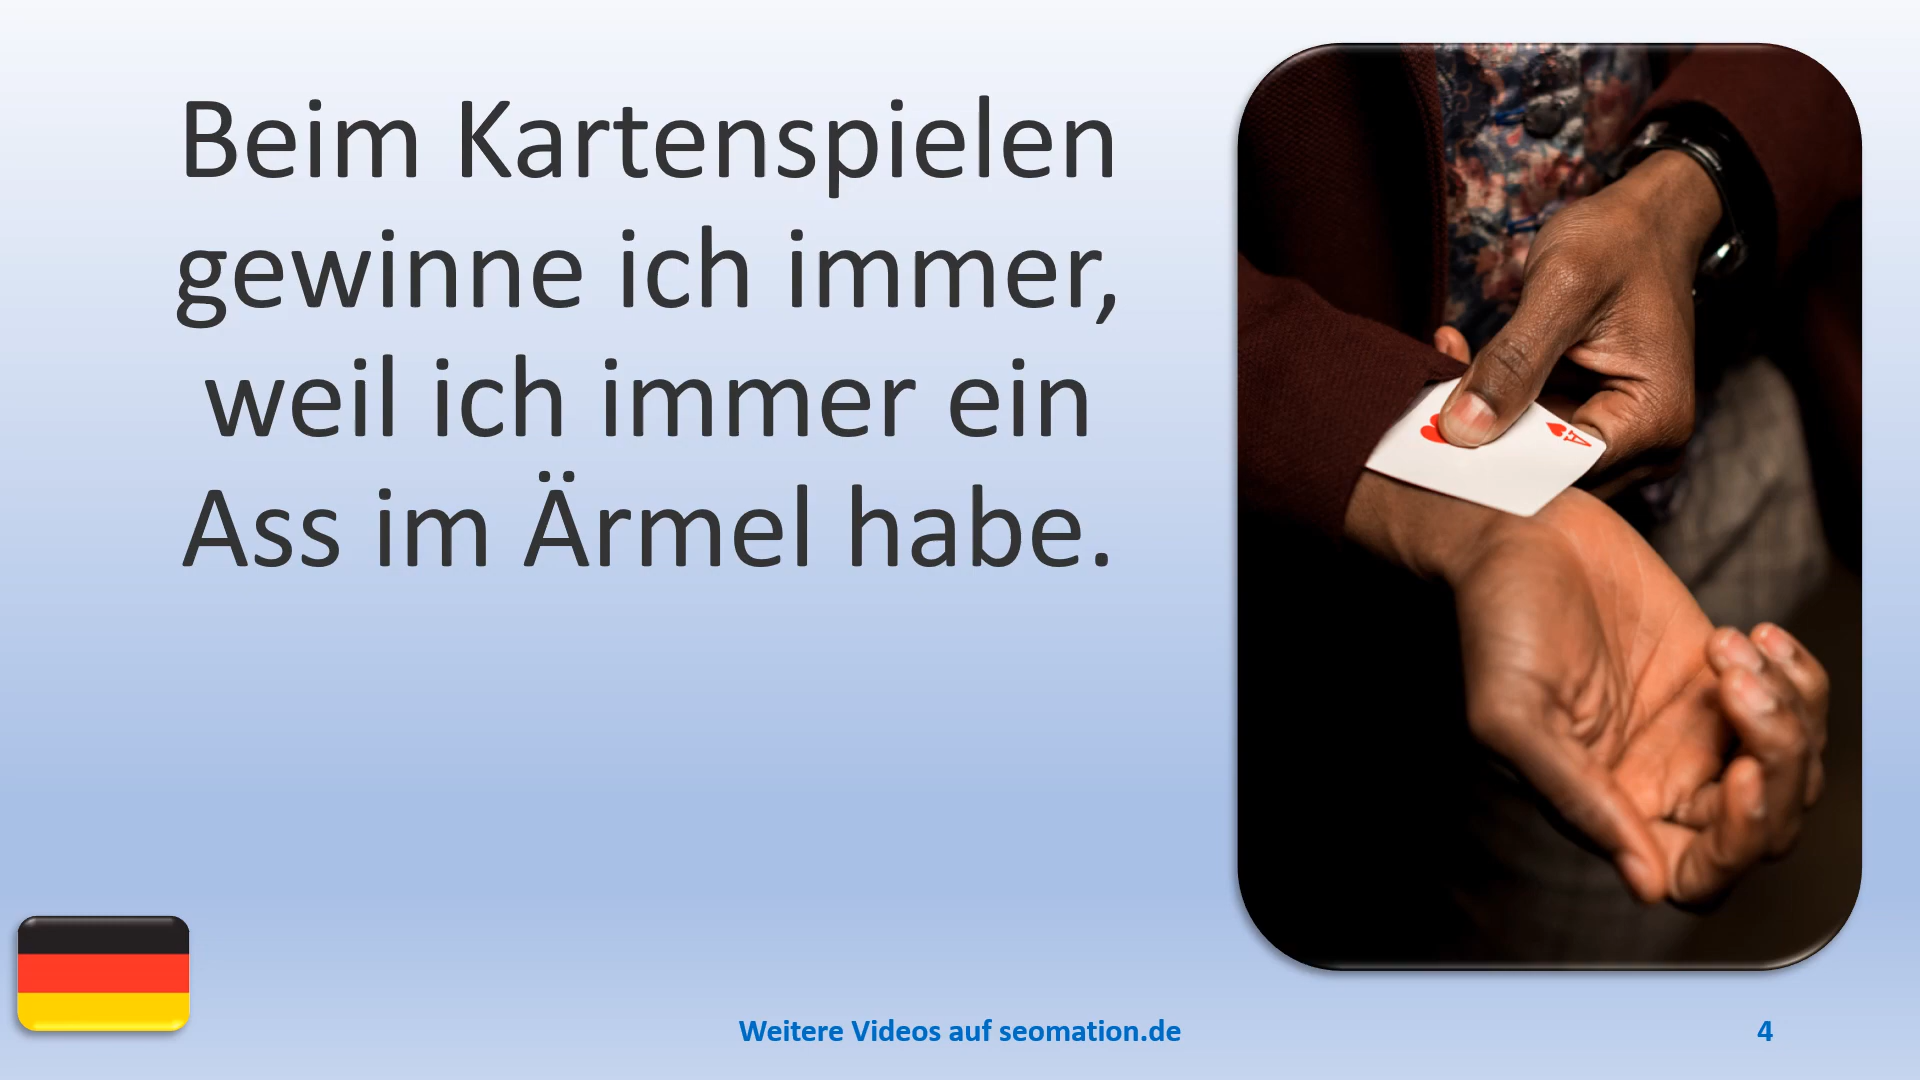 Beim Kartenspielen
gewinne ich immer,
weil ich immer ein
Ass im Ärmel habe.
A
Weitere Videos auf seomation.de
4